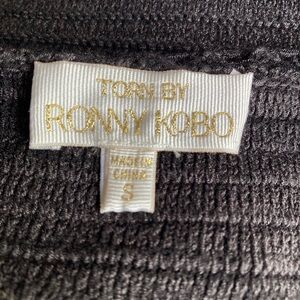 TORN BY
RONNY KOBO
MADE IN
CHINA
S